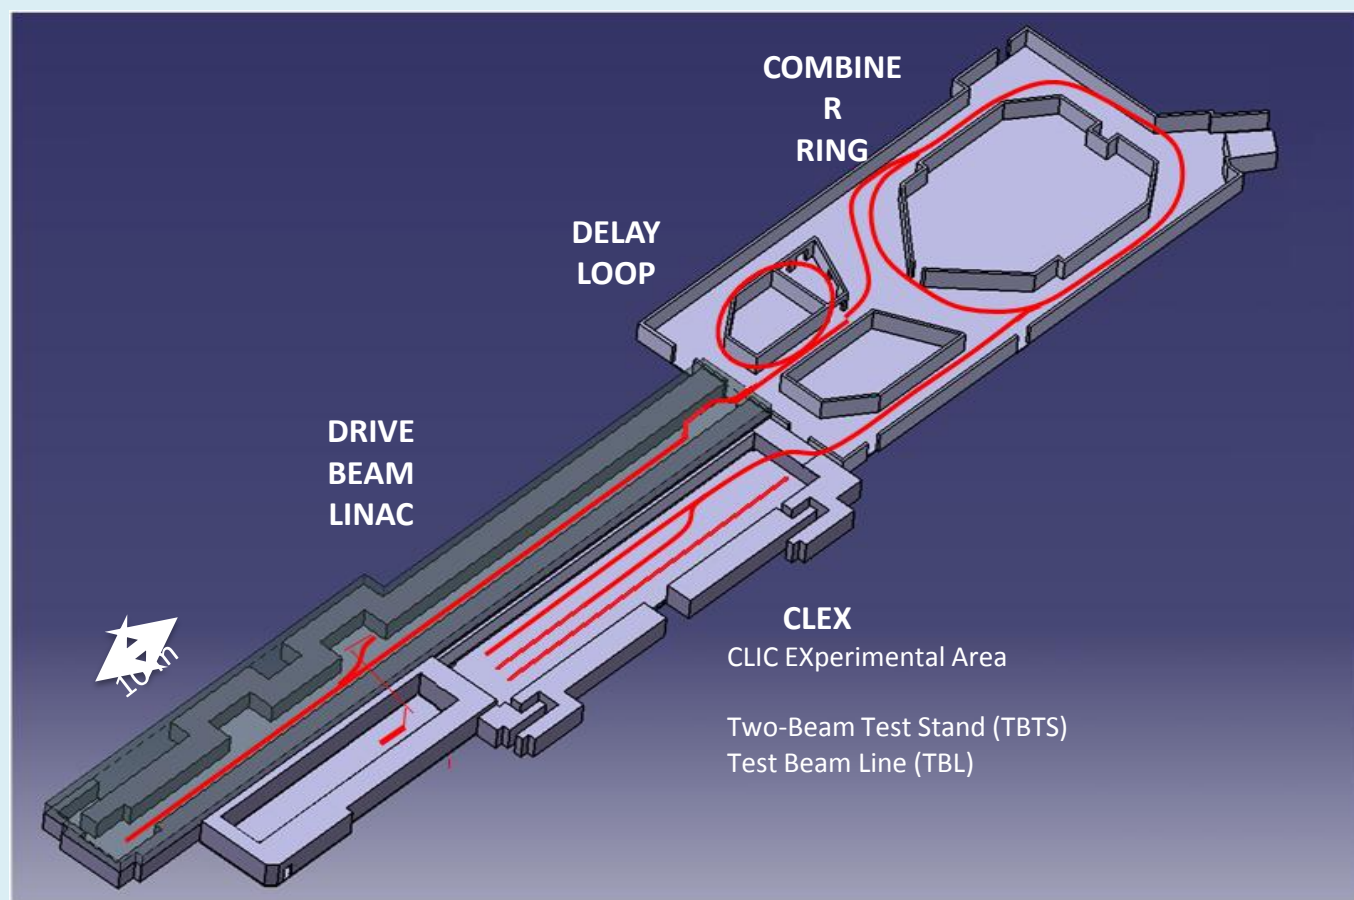 COMBINE
R
RING
DELAY
LOOP
DRIVE
BEAM
LINAC
CLEX
CLIC EXperimental Area
Two-Beam Test Stand (TBTS)
Test Beam Line (TBL)